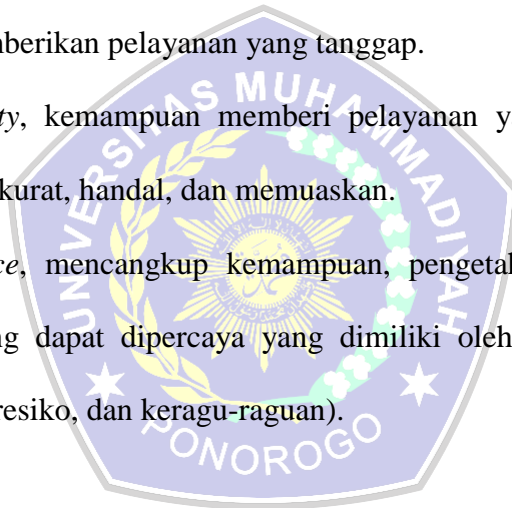 mberikan pelayanan yang tanggap.
ty, kemampuan memberi pelayanan y
kurat, handal, dan memuaskan.
ce, mencangkup kemampuan, pengetal
ng dapat dipercaya yang dimiliki oleh
resiko, dan keragu-raguan).
UNIVERSITAS MUHAMMADIYAH
PONOROGO